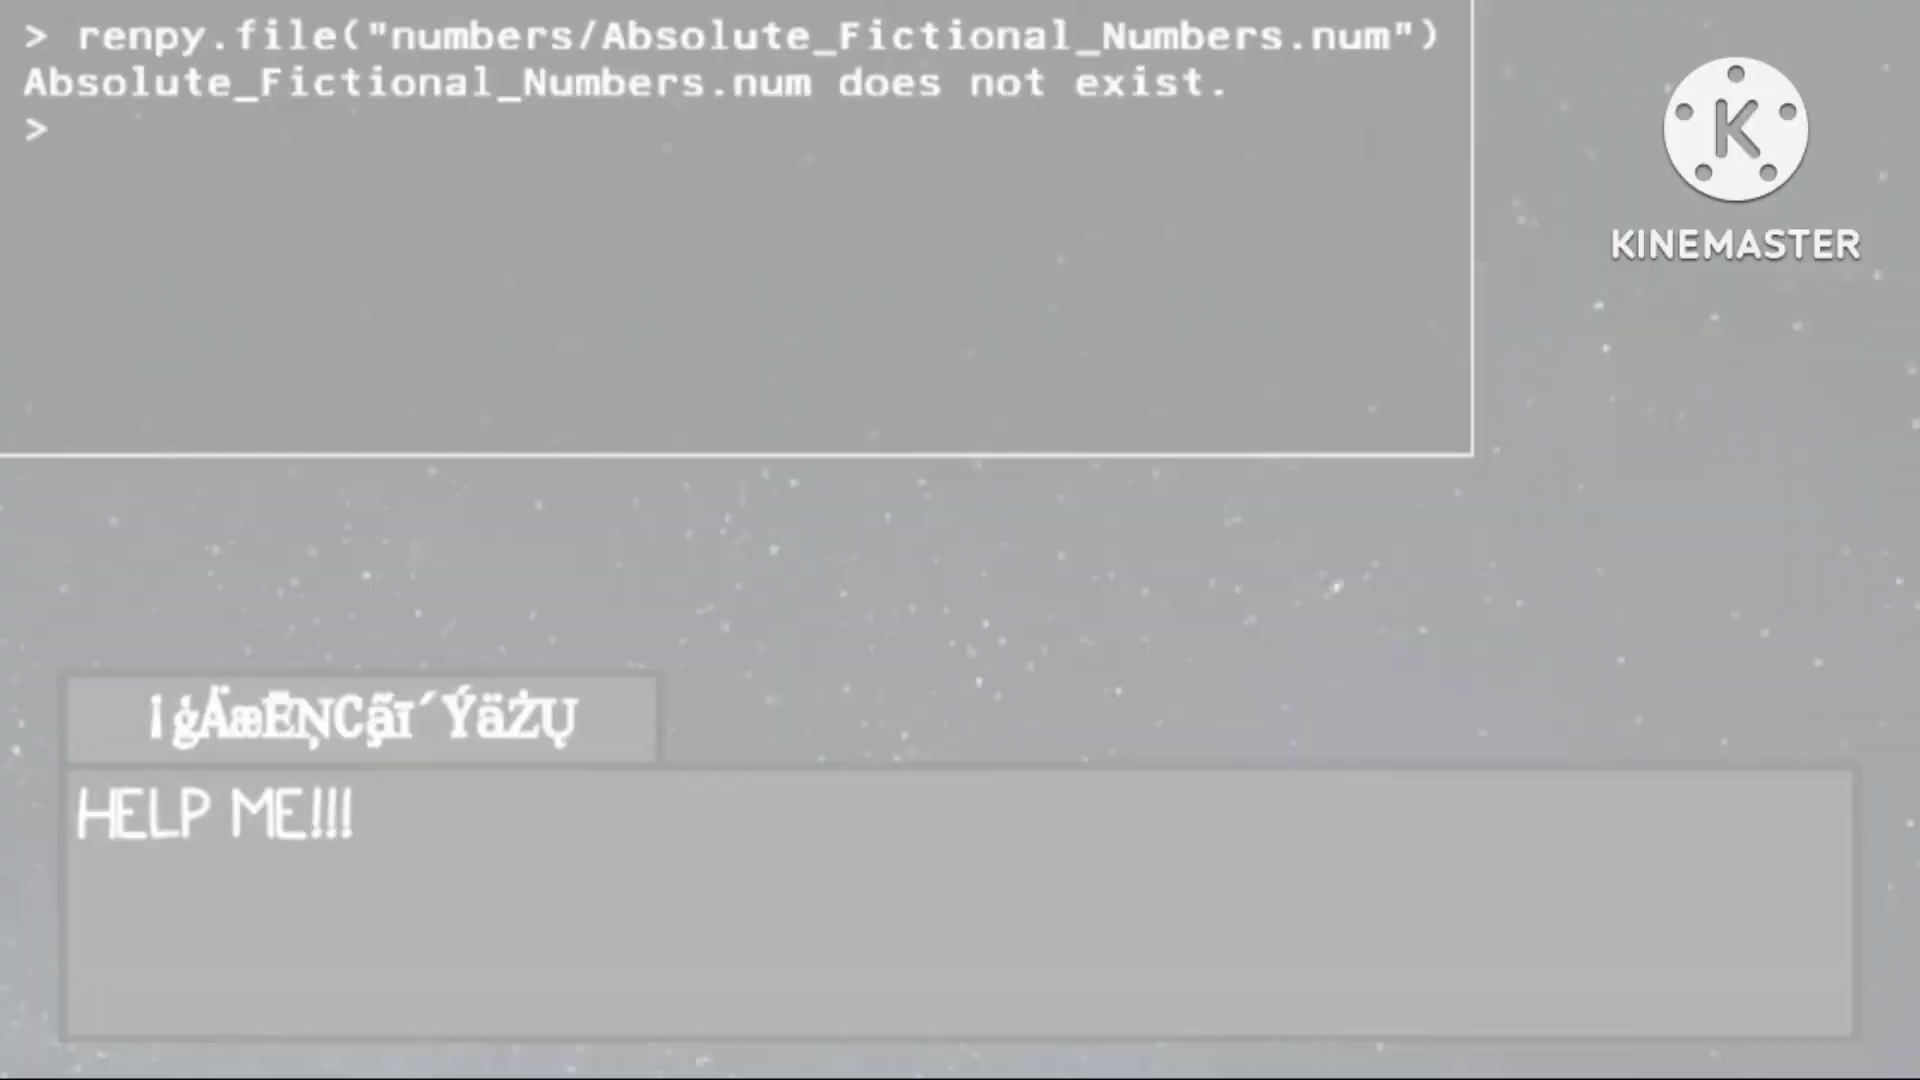 > renpy.file("numbers/Absolute_Fictional_Numbers.num")
Absolute_Fictional_Numbers.num does not exist.
>
K
KINEMASTER
HELP ME!!!